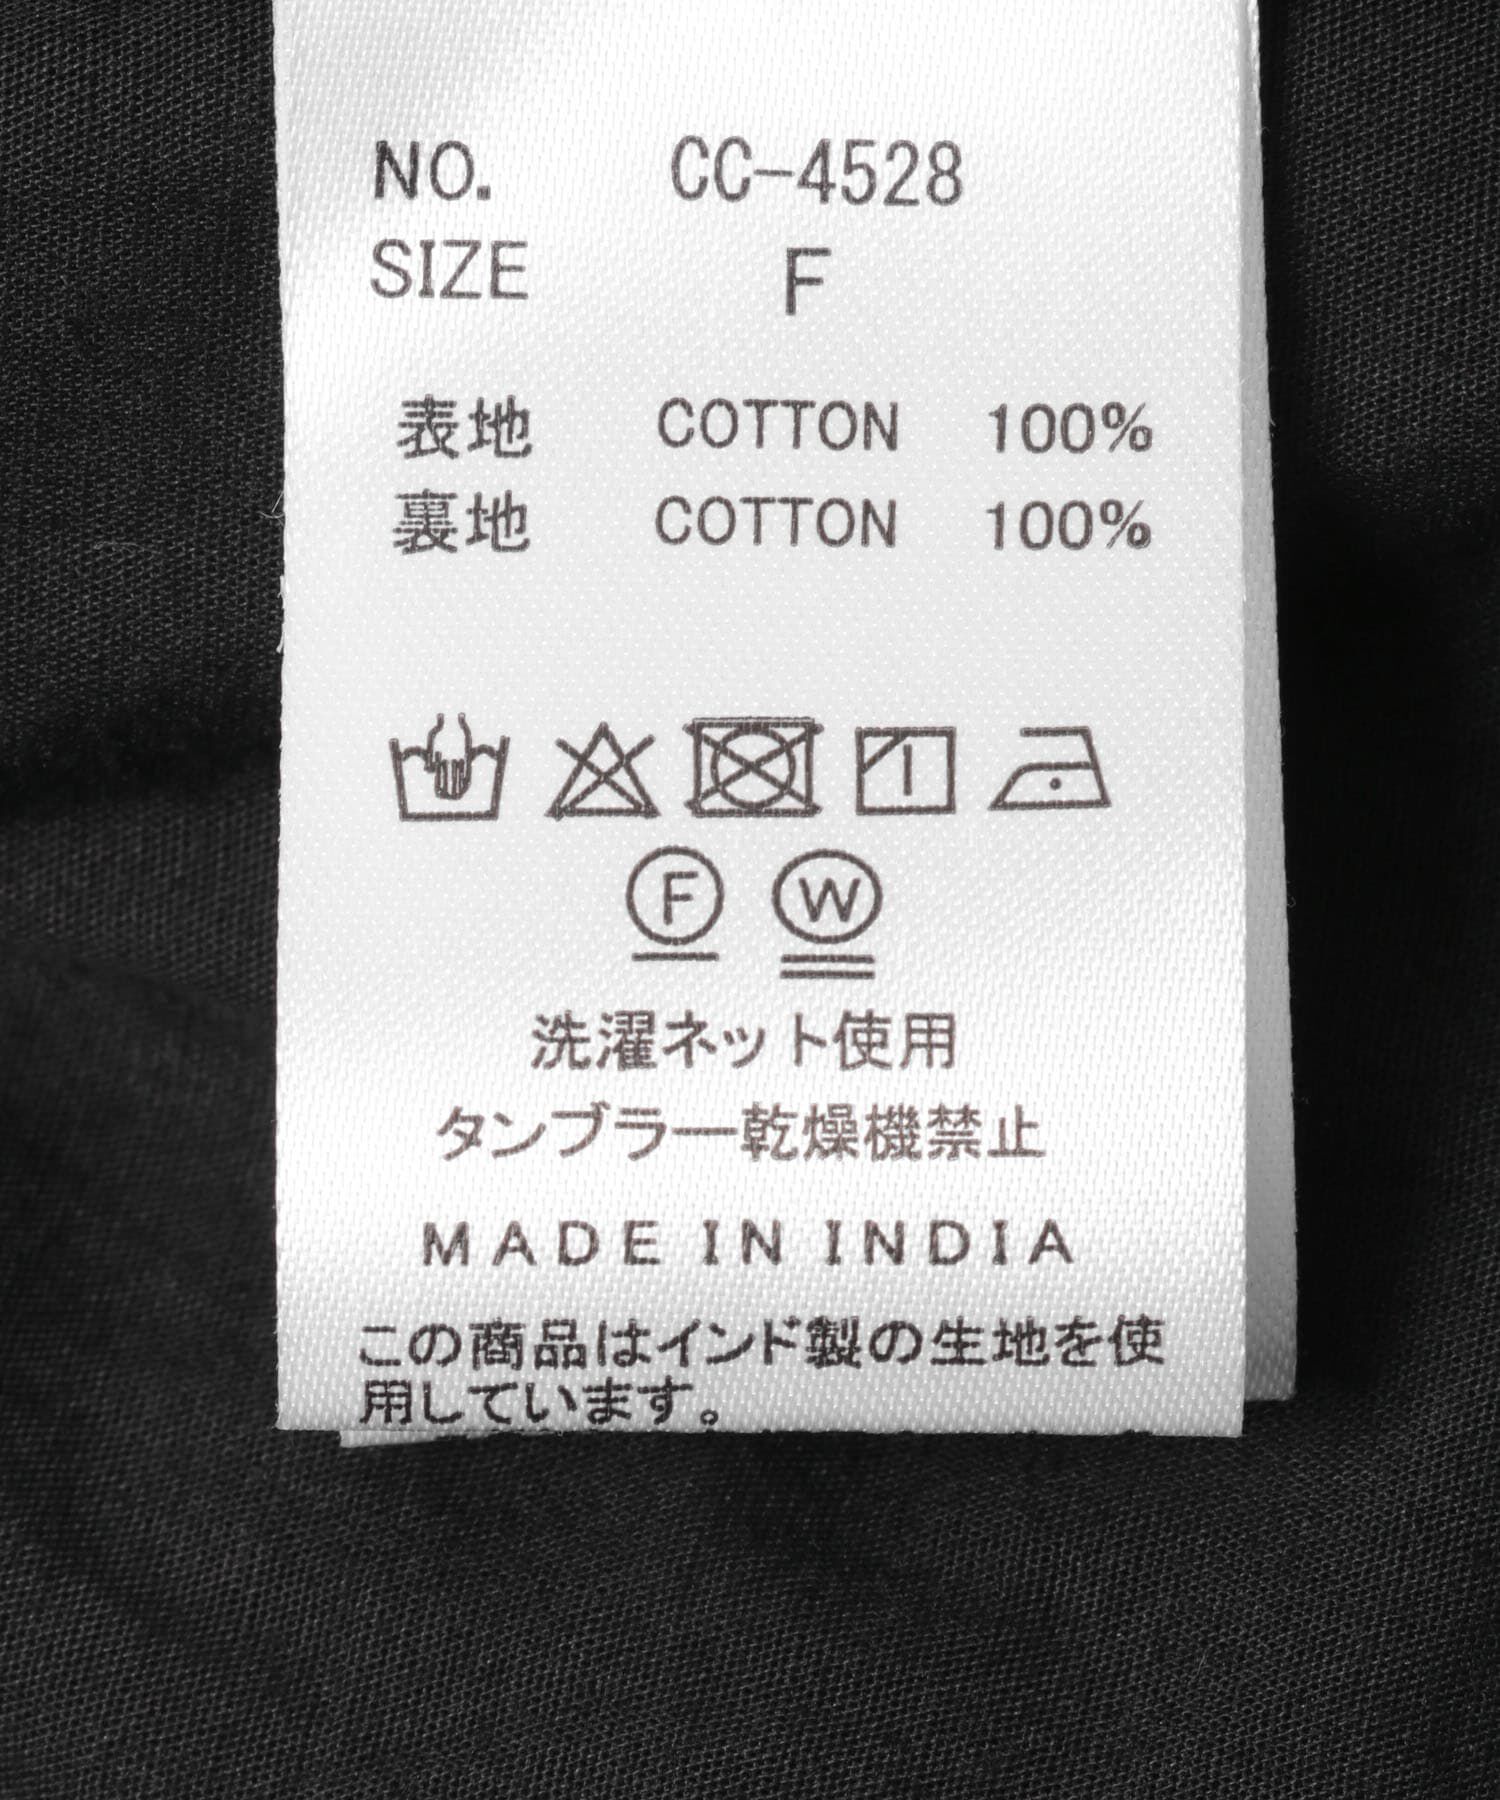 NO. CC-4528
SIZE F
表地 COTTON 100%
裏地 COTTON 100%
F W
洗濯ネット使用
タンブラー乾燥機禁止
MADE IN INDIA
この商品はインド製の生地を使
用しています。